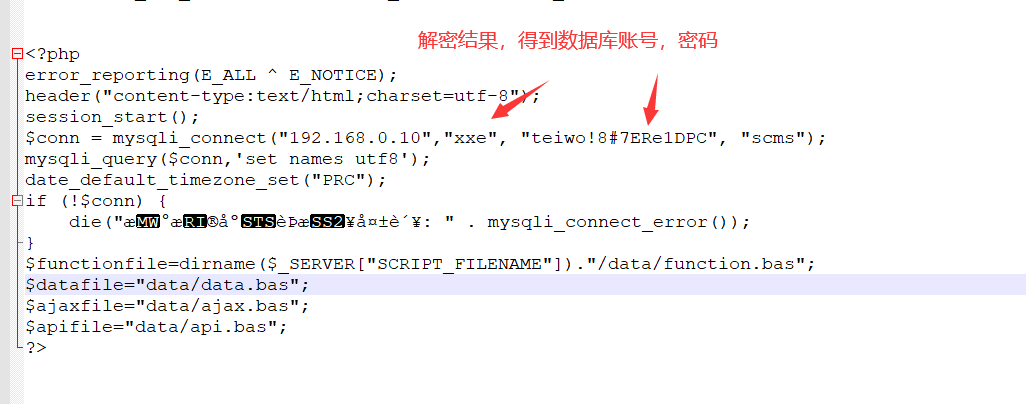 解密结果，得到数据库账号，密码
<?php
error_reporting(E_ALL ^ E_NOTICE);
header("content-type:text/html;charset=utf-8");
session_start();
$conn = mysqli_connect("192.168.0.10","xxe", "teiwo!8#7ERe1DPC", "scms");
mysqli_query($conn,'set names utf8');
date_default_timezone_set("PRC");
if (!$conn) {
die("æMW°æRI®åºSTSèÞæSS2¥å¤±è´¥: " . mysqli_connect_error());
}
$functionfile=dirname($_SERVER["SCRIPT_FILENAME"])."/data/function.bas";
$datafile="data/data.bas";
$ajaxfile="data/ajax.bas";
$apifile="data/api.bas";
?>